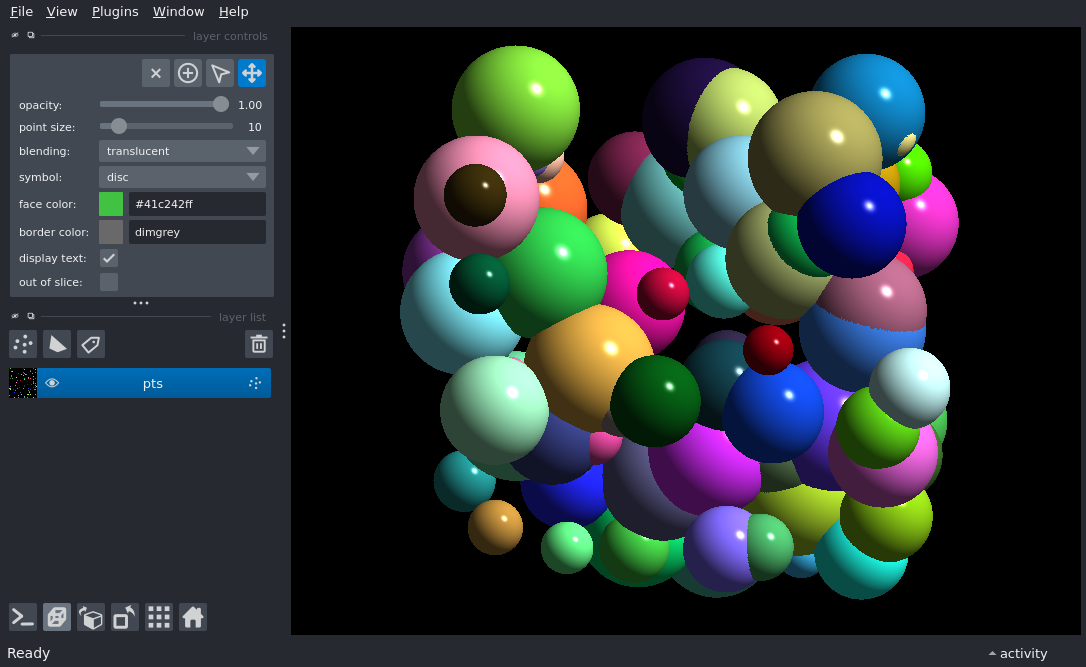 File View Plugins Window Help
layer controls
opacity: 1.00
point size: 10
blending: translucent
symbol: disc
face color: #41c242ff
border color: dimgrey
display text:
out of slice:
layer list
pts
Ready
activity